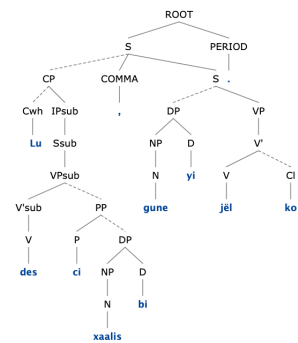 ROOT
S PERIOD
CP COMMA S .
Cwh IPsub , DP VP
Lu Ssub NP D V'
VPsub N yi V Cl
V'sub PP gune jël ko
V P DP
des ci NP D
N bi
xaalis